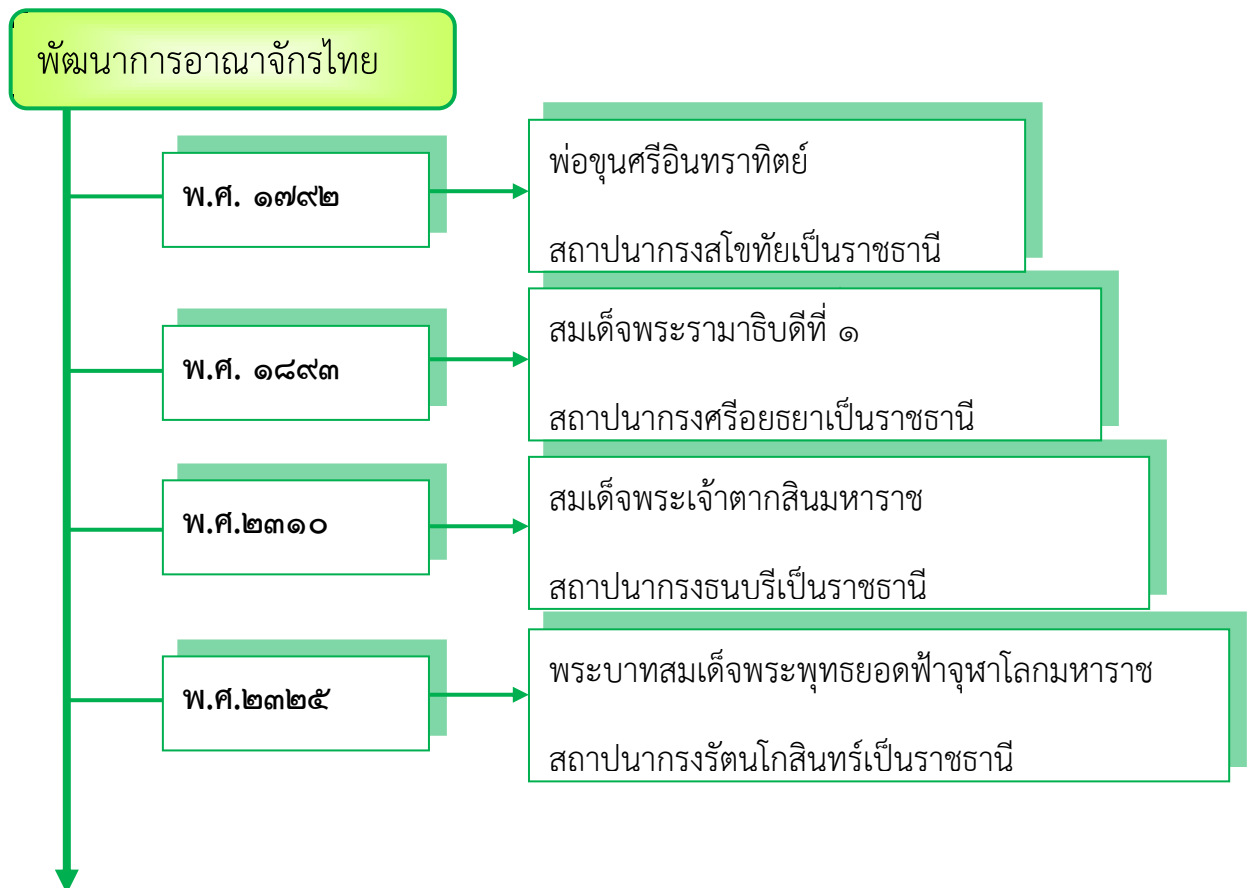 พัฒนาการอาณาจักรไทย
พ.ศ. ๑๗๙๒
พ่อขุนศรีอินทราทิตย์
สถาปนากรงสโขทัยเป็นราชธานี
พ.ศ. ๑๘๙๓
สมเด็จพระรามาธิบดีที่ ๑
สถาปนากรงศรีอยธยาเป็นราชธานี
พ.ศ.๒๓๑๐
สมเด็จพระเจ้าตากสินมหาราช
สถาปนากรงธนบรีเป็นราชธานี
พ.ศ.๒๓๒๕
พระบาทสมเด็จพระพุทธยอดฟ้าจุฬาโลกมหาราช
สถาปนากรงรัตนโกสินทร์เป็นราชธานี